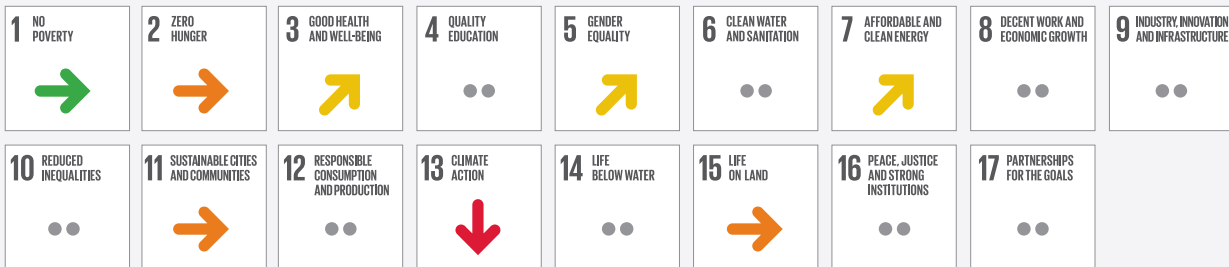 1 NO POVERTY
2 ZERO HUNGER
3 GOOD HEALTH AND WELL-BEING
4 QUALITY EDUCATION
5 GENDER EQUALITY
6 CLEAN WATER AND SANITATION
7 AFFORDABLE AND CLEAN ENERGY
8 DECENT WORK AND ECONOMIC GROWTH
9 INDUSTRY, INNOVATION AND INFRASTRUCTURE
10 REDUCED INEQUALITIES
11 SUSTAINABLE CITIES AND COMMUNITIES
12 RESPONSIBLE CONSUMPTION AND PRODUCTION
13 CLIMATE ACTION
14 LIFE BELOW WATER
15 LIFE ON LAND
16 PEACE, JUSTICE AND STRONG INSTITUTIONS
17 PARTNERSHIPS FOR THE GOALS